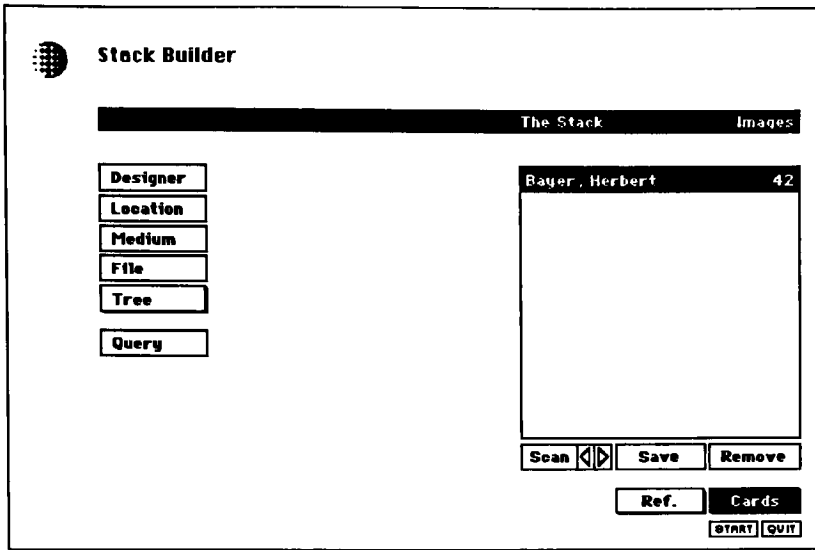 Stack Builder
The Stack Images
Designer
Location
Medium
File
Tree
Query
Bayer, Herbert 42
Scan Save Remove
Ref. Cards
START QUIT